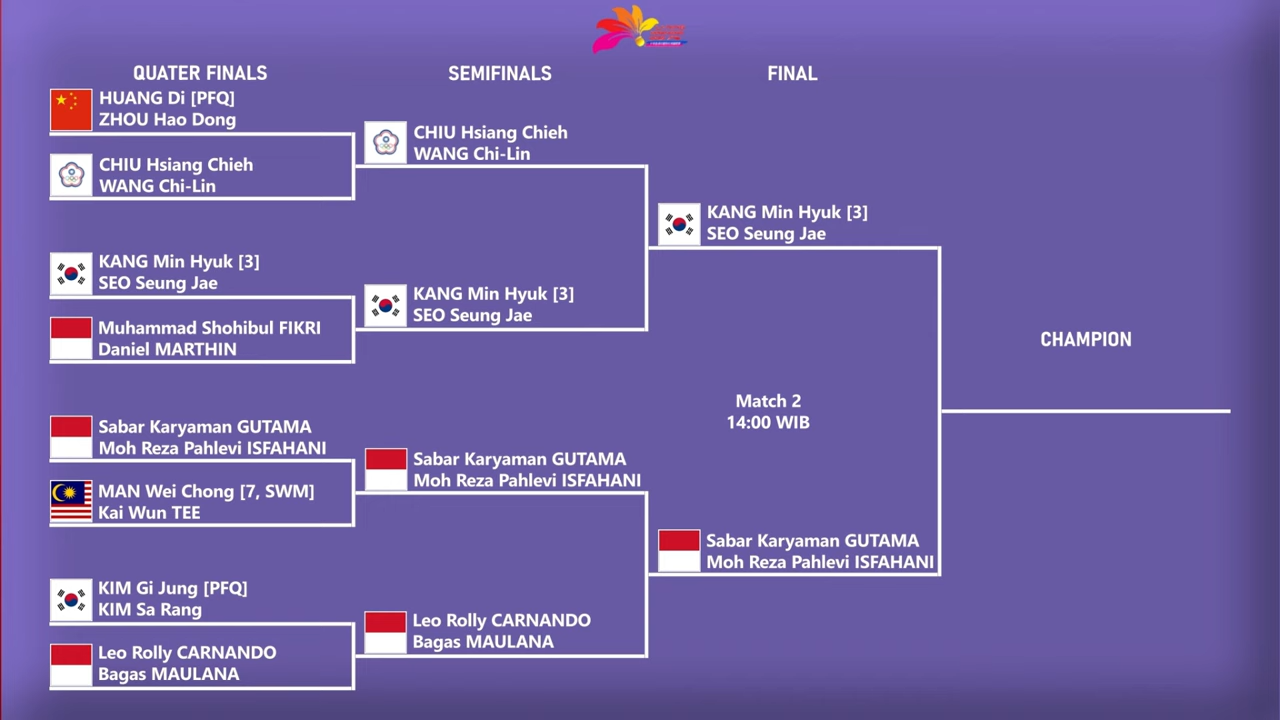 QUATER FINALS
SEMIFINALS
FINAL
HUANG Di [PFQ]
ZHOU Hao Dong
CHIU Hsiang Chieh
WANG Chi-Lin
KANG Min Hyuk [3]
SEO Seung Jae
Muhammad Shohibul FIKRI
Daniel MARTHIN
Sabar Karyaman GUTAMA
Moh Reza Pahlevi ISFAHANI
MAN Wei Chong [7, SWM]
Kai Wun TEE
KIM Gi Jung [PFQ]
KIM Sa Rang
Leo Rolly CARNANDO
Bagas MAULANA
CHIU Hsiang Chieh
WANG Chi-Lin
KANG Min Hyuk [3]
SEO Seung Jae
Sabar Karyaman GUTAMA
Moh Reza Pahlevi ISFAHANI
Leo Rolly CARNANDO
Bagas MAULANA
KANG Min Hyuk [3]
SEO Seung Jae
Match 2
14:00 WIB
Sabar Karyaman GUTAMA
Moh Reza Pahlevi ISFAHANI
CHAMPION